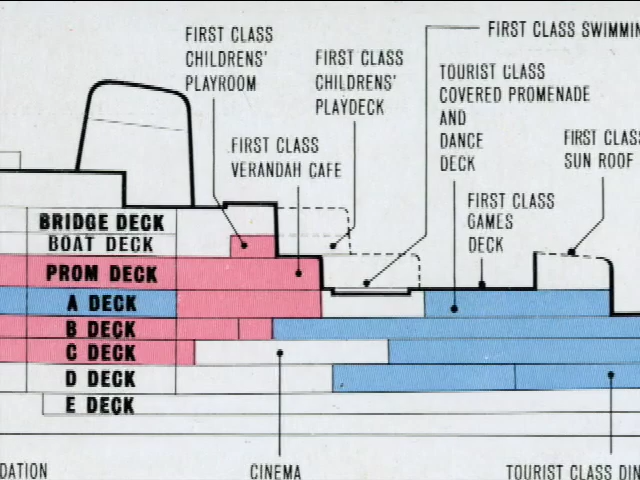 FIRST CLASS
CHILDRENS'
PLAYROOM
FIRST CLASS
CHILDRENS'
PLAYDECK
FIRST CLASS SWIMMIN
TOURIST CLASS
COVERED PROMENADE
AND
DANCE
DECK
FIRST CLAS
SUN ROOF
FIRST CLASS
VERANDAH CAFE
FIRST CLASS
GAMES
DECK
BRIDGE DECK
BOAT DECK
PROM DECK
A DECK
B DECK
C DECK
D DECK
E DECK
DATION
CINEMA
TOURIST CLASS DIN